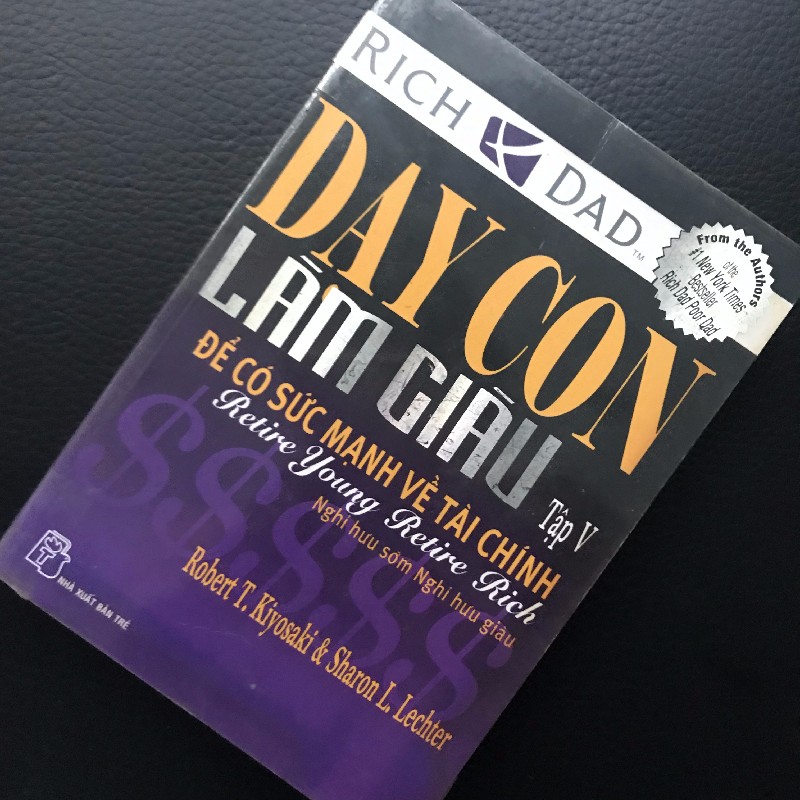 RICH DAD™
From the Authors
of the
#1 New York Times
Bestseller
Rich Dad Poor Dad
DẠY CON
LÀM GIÀU
Tập V
ĐỂ CÓ SỨC MẠNH VỀ TÀI CHÍNH
Retire Young Retire Rich
Nghỉ hưu sớm Nghỉ hưu giàu
Robert T. Kiyosaki & Sharon L. Lechter
NHÀ XUẤT BẢN TRẺ